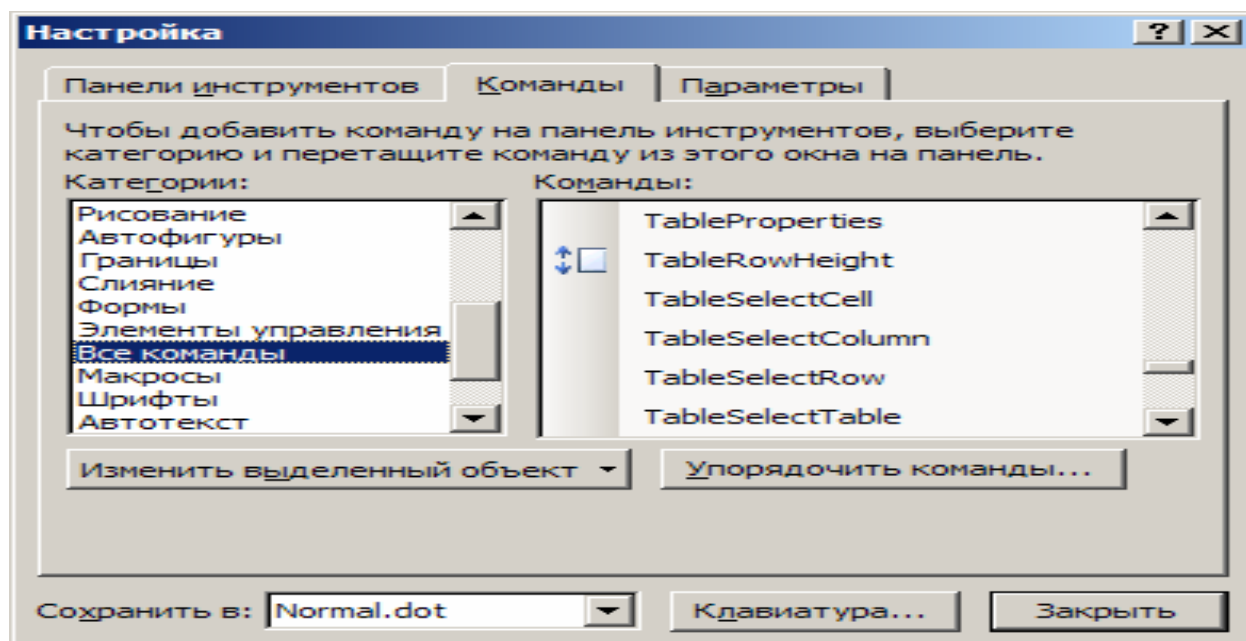 Настройка
Панели инструментов
Команды
Параметры
Чтобы добавить команду на панель инструментов, выберите
категорию и перетащите команду из этого окна на панель.
Категории:
Команды:
Рисование
Автофигуры
Границы
Слияние
Формы
Элементы управления
Все команды
Макросы
Шрифты
Автотекст
TableProperties
TableRowHeight
TableSelectCell
TableSelectColumn
TableSelectRow
TableSelectTable
Изменить выделенный объект
Упорядочить команды...
Сохранить в:
Normal.dot
Клавиатура...
Закрыть